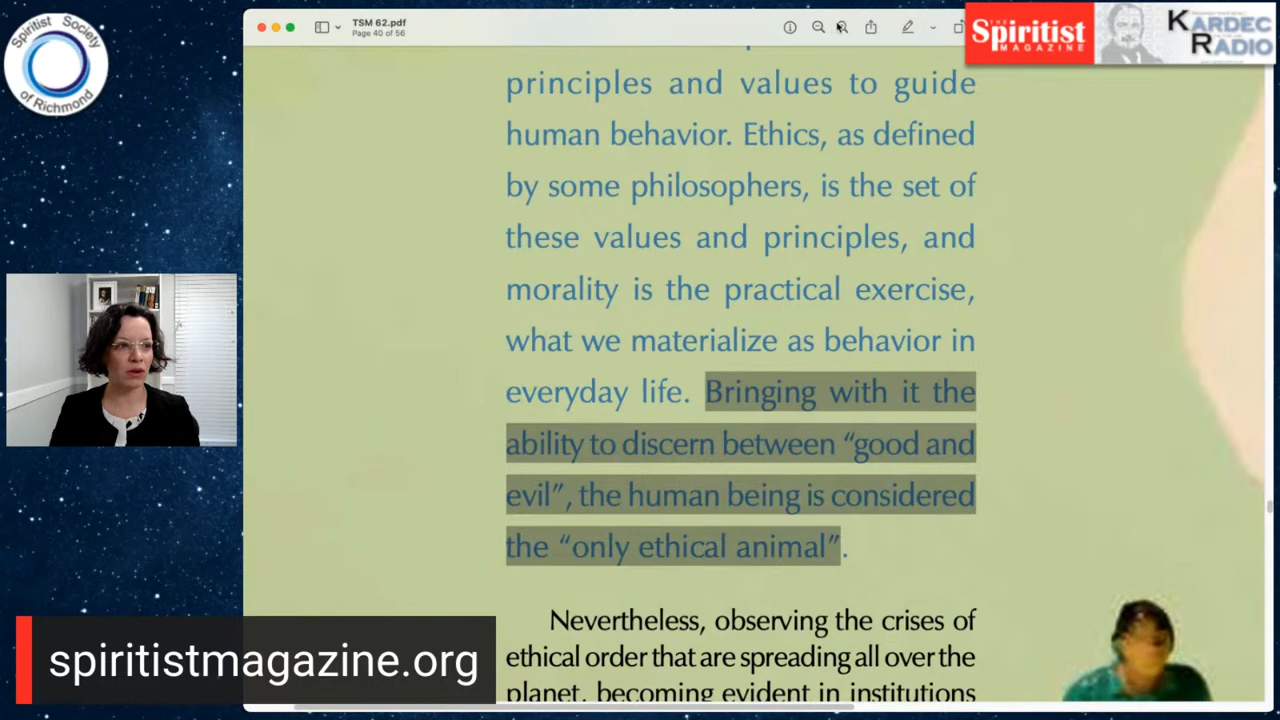 Spiritist Society
of Richmond
TSM 62.pdf
Page 40 of 56
THE
Spiritist
MAGAZINE
KARDEC
RADIO
principles and values to guide
human behavior. Ethics, as defined
by some philosophers, is the set of
these values and principles, and
morality is the practical exercise,
what we materialize as behavior in
everyday life. Bringing with it the
ability to discern between “good and
evil”, the human being is considered
the “only ethical animal”.
Nevertheless, observing the crises of
ethical order that are spreading all over the
planet, becoming evident in institutions
spiritistmagazine.org